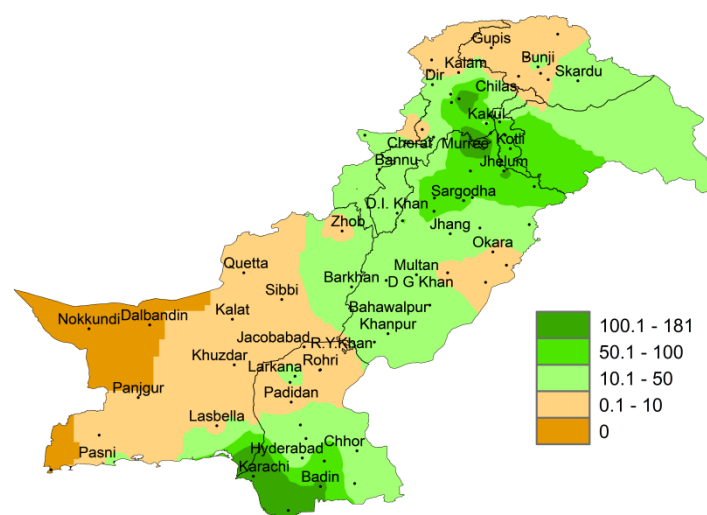 Gupis
Bunji
Kalam
Skardu
Dir
Chilas
Kakul
Cherat
Murree
Kotli
Bannu
Jhelum
Sargodha
D.I. Khan
Zhob
Jhang
Okara
Quetta
Multan
Barkhan
D G Khan
Sibbi
Bahawalpur
Kalat
Nokkundi
Dalbandin
Khanpur
Jacobabad
R.Y.Khan
Khuzdar
Larkana
Rohri
Panjgur
Padidan
Lasbella
Pasni
Hyderabad
Chhor
Karachi
Badin
100.1 - 181
50.1 - 100
10.1 - 50
0.1 - 10
0